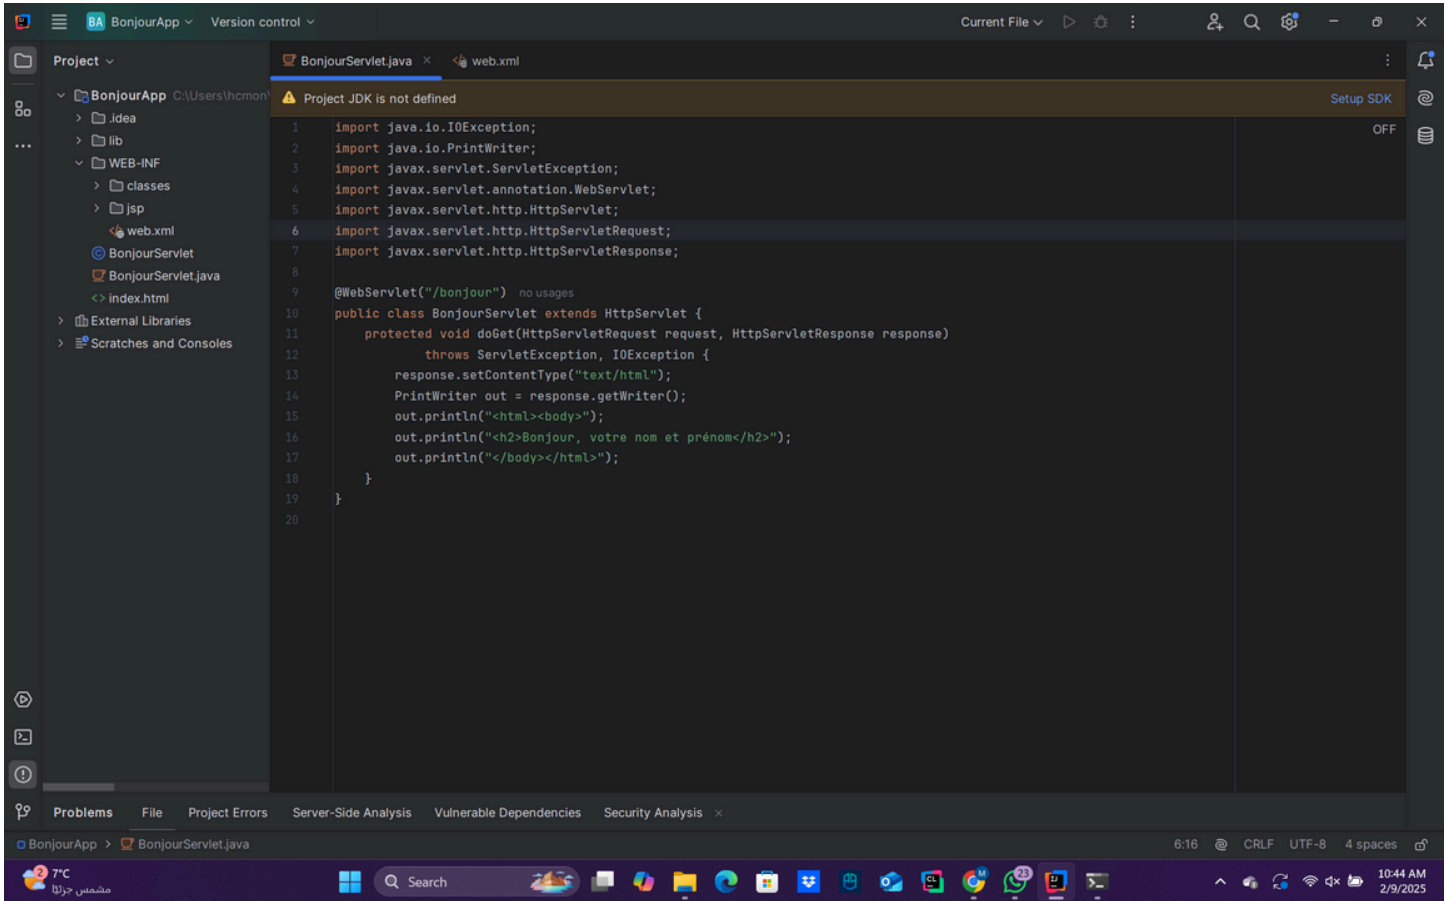 BA BonjourApp Version control Current File
Project
BonjourServlet.java
web.xml
BonjourApp C:\Users\hcmon\
.idea
lib
WEB-INF
classes
jsp
web.xml
BonjourServlet
BonjourServlet.java
index.html
External Libraries
Scratches and Consoles
Project JDK is not defined Setup SDK
OFF
1 import java.io.IOException;
2 import java.io.PrintWriter;
3 import javax.servlet.ServletException;
4 import javax.servlet.annotation.WebServlet;
5 import javax.servlet.http.HttpServlet;
6 import javax.servlet.http.HttpServletRequest;
7 import javax.servlet.http.HttpServletResponse;
8
9 @WebServlet("/bonjour") no usages
10 public class BonjourServlet extends HttpServlet {
11 protected void doGet(HttpServletRequest request, HttpServletResponse response)
12 throws ServletException, IOException {
13 response.setContentType("text/html");
14 PrintWriter out = response.getWriter();
15 out.println("<html><body>");
16 out.println("<h2>Bonjour, votre nom et prénom</h2>");
17 out.println("</body></html>");
18 }
19 }
20
Problems File Project Errors Server-Side Analysis Vulnerable Dependencies Security Analysis
BonjourApp > BonjourServlet.java 6:16 CRLF UTF-8 4 spaces
2 7°C
مشمس جزئيًا
Search
CL
M
23
10:44 AM
2/9/2025